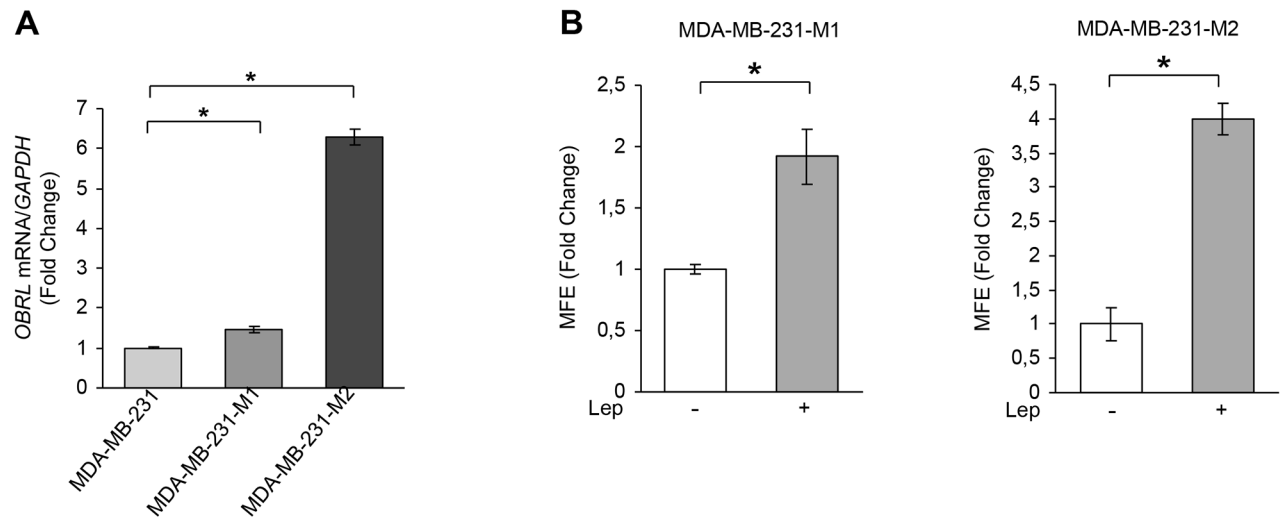 A
*
*
OBRL mRNA/GAPDH
(Fold Change)
7
6
5
4
3
2
1
0
MDA-MB-231
MDA-MB-231-M1
MDA-MB-231-M2
B
MDA-MB-231-M1
*
MFE (Fold Change)
2,5
2
1,5
1
0,5
0
Lep - +
MDA-MB-231-M2
*
MFE (Fold Change)
4,5
4
3,5
3
2,5
2
1,5
1
0,5
0
Lep - +